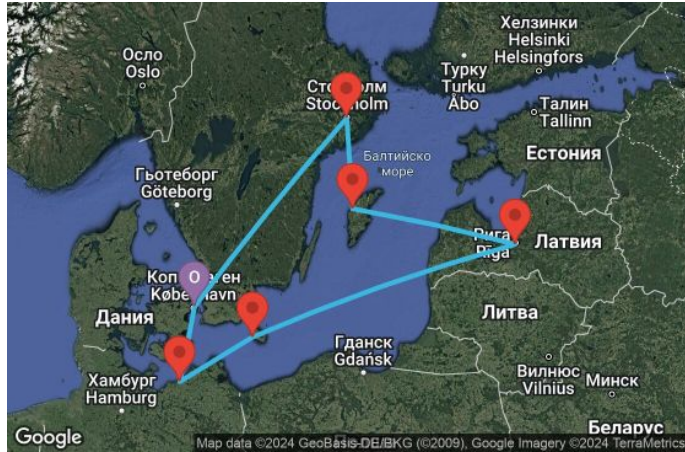 Осло
Oslo
Хелзинки
Helsinki
Helsingfors
Турку
Turku
Åbo
Stockholm
Талин
Tallinn
Балтийско
море
Естония
Гьотеборг
Göteborg
Рига
Rīga
Латвия
O
København
Дания
Литва
Гданск
Gdańsk
Хамбург
Hamburg
Вилнюс
Vilnius
Минск
Беларус
Google
Map data ©2024 GeoBasis-DE/BKG (©2009), Google Imagery ©2024 TerraMetrics